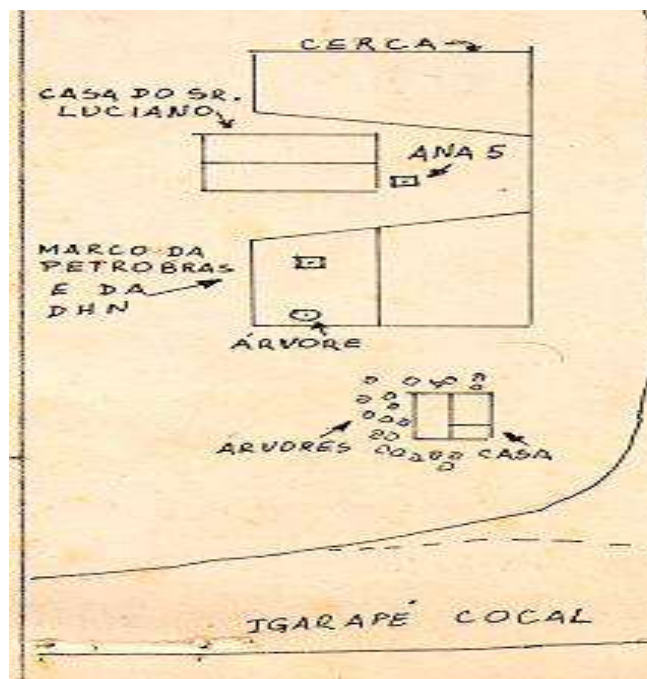 CERCA
CASA DO SR.
LUCIANO
ANA 5
MARCO DA
PETROBRAS
E DA
DHN
ÁRVORE
ÁRVORES
CASA
IGARAPÉ COCAL